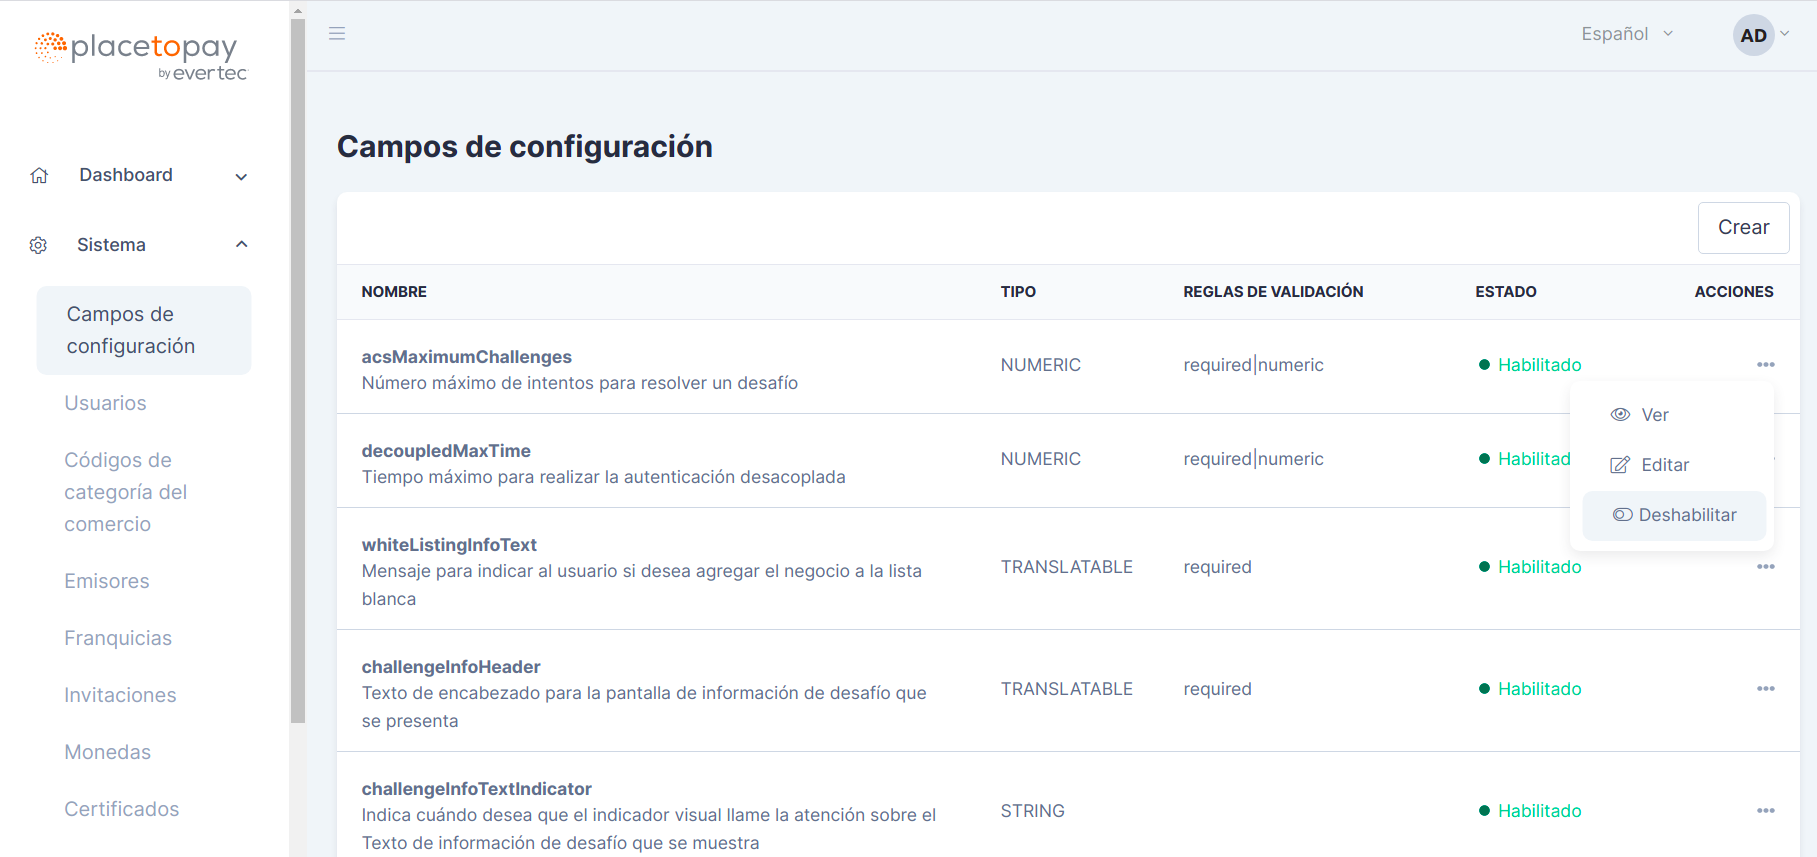 placetopay
by evertec
Español
AD
Dashboard
Sistema
Campos de
configuración
Usuarios
Códigos de
categoría del
comercio
Emisores
Franquicias
Invitaciones
Monedas
Certificados
Campos de configuración
Crear
NOMBRE TIPO REGLAS DE VALIDACIÓN ESTADO ACCIONES
acsMaximumChallenges
Número máximo de intentos para resolver un desafío
NUMERIC required|numeric Habilitado
Ver
Editar
Deshabilitar
decoupledMaxTime
Tiempo máximo para realizar la autenticación desacoplada
NUMERIC required|numeric Habilitad
whiteListingInfoText
Mensaje para indicar al usuario si desea agregar el negocio a la lista
blanca
TRANSLATABLE required Habilitado
challengeInfoHeader
Texto de encabezado para la pantalla de información de desafío que
se presenta
TRANSLATABLE required Habilitado
challengeInfoTextIndicator
Indica cuándo desea que el indicador visual llame la atención sobre el
Texto de información de desafío que se muestra
STRING Habilitado